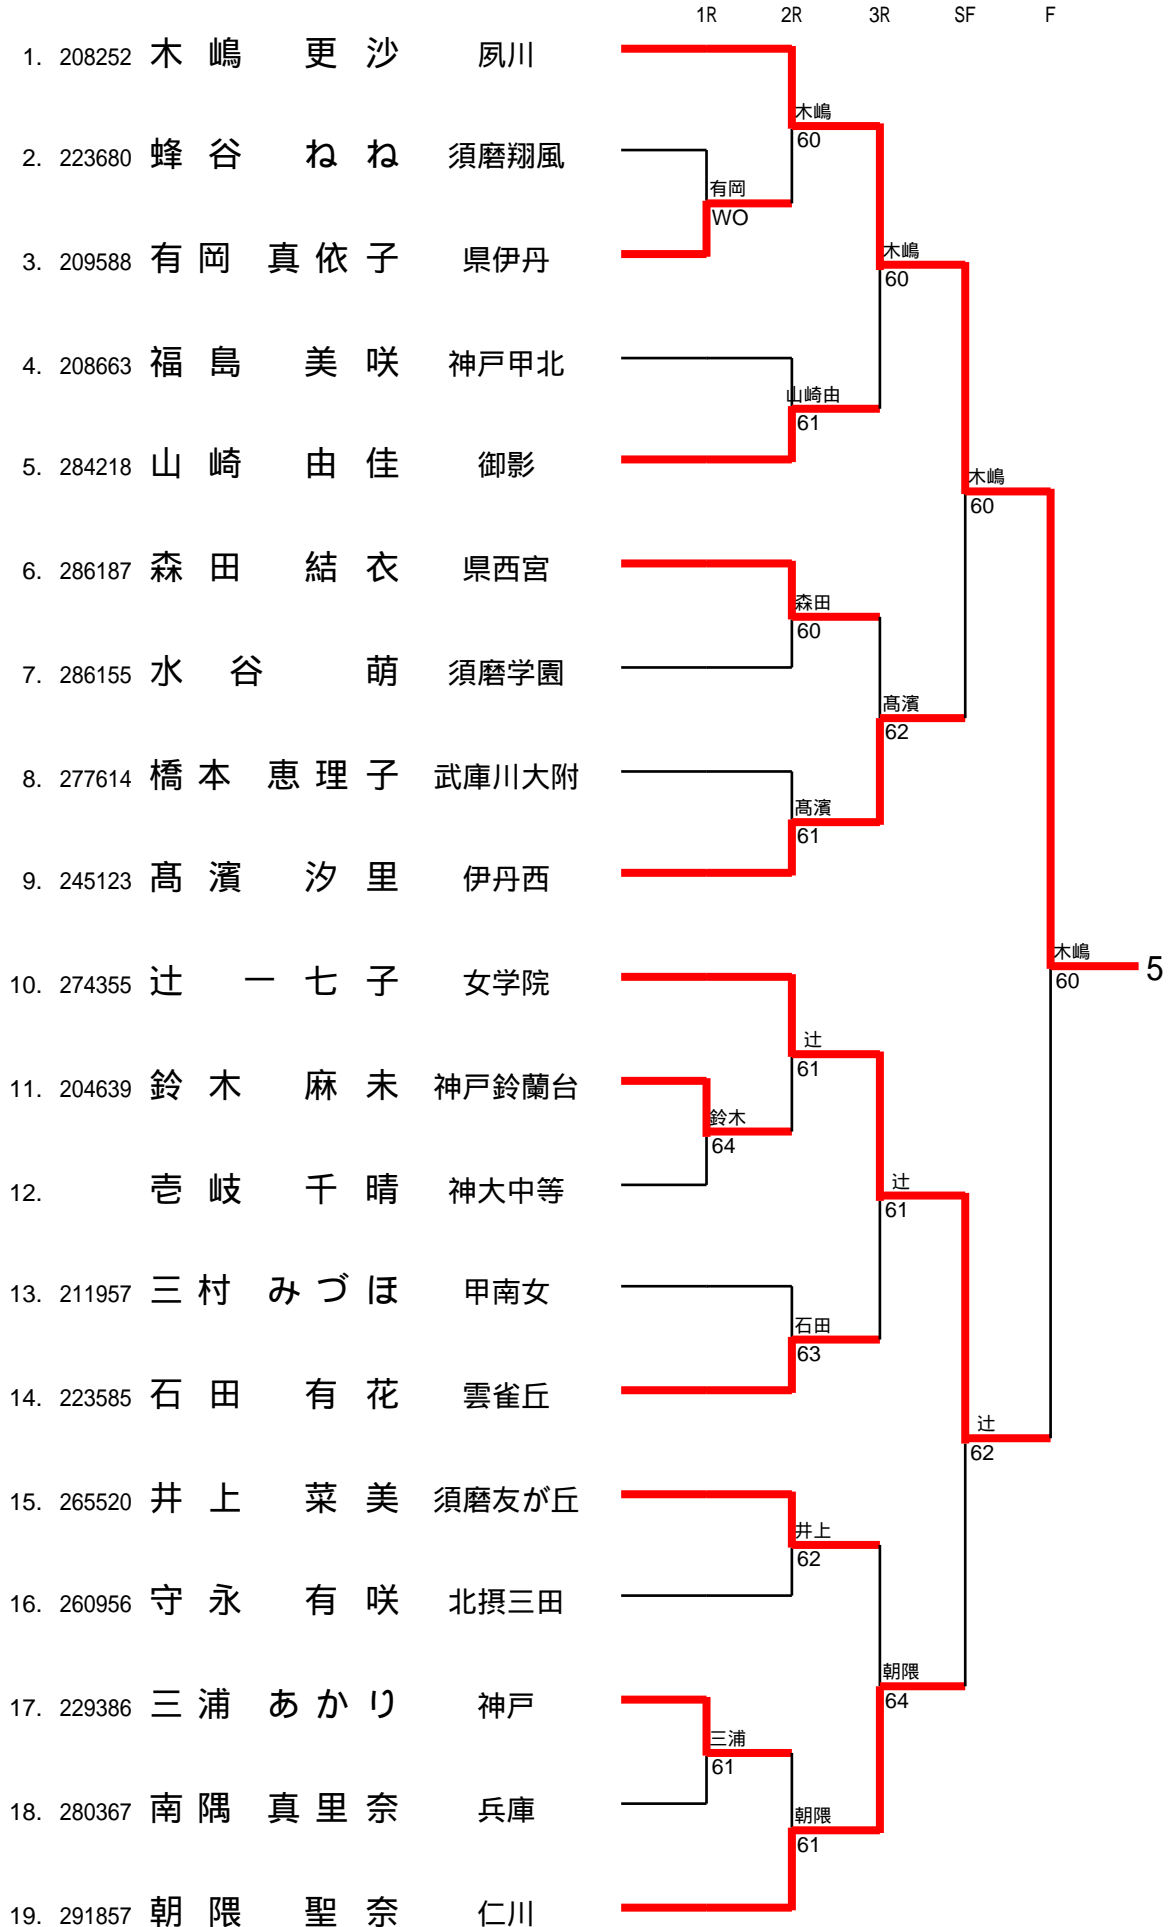 1R 2R 3R SF F
1. 208252 木嶋 更沙 夙川
木嶋
60
2. 223680 蜂谷 ねね 須磨翔風
有岡
WO
3. 209588 有岡 真依子 県伊丹
木嶋
60
4. 208663 福島 美咲 神戸甲北
山崎由
61
5. 284218 山崎 由佳 御影
木嶋
60
6. 286187 森田 結衣 県西宮
森田
60
7. 286155 水谷 萌 須磨学園
髙濱
62
8. 277614 橋本 恵理子 武庫川大附
髙濱
61
9. 245123 髙濱 汐里 伊丹西
木嶋
60
5
10. 274355 辻 一七子 女学院
辻
61
11. 204639 鈴木 麻未 神戸鈴蘭台
鈴木
64
12. 壱岐 千晴 神大中等
辻
61
13. 211957 三村 みづほ 甲南女
石田
63
14. 223585 石田 有花 雲雀丘
辻
62
15. 265520 井上 菜美 須磨友が丘
井上
62
16. 260956 守永 有咲 北摂三田
朝隈
64
17. 229386 三浦 あかり 神戸
三浦
61
18. 280367 南隅 真里奈 兵庫
朝隈
61
19. 291857 朝隈 聖奈 仁川